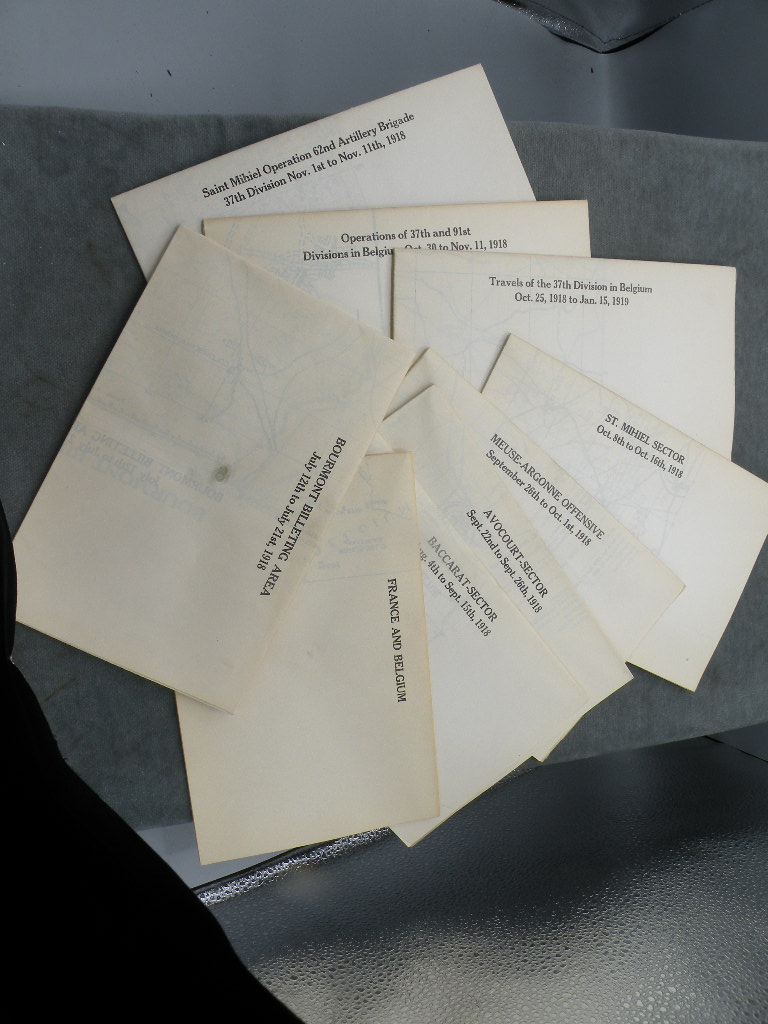 Saint Mihiel Operation 62nd Artillery Brigade
37th Division Nov. 1st to Nov. 11th, 1918
Operations of 37th and 91st
Divisions in Belgiu Oct. 30 to Nov. 11, 1918
Travels of the 37th Division in Belgium
Oct. 25, 1918 to Jan. 15, 1919
ST. MIHIEL SECTOR
Oct. 8th to Oct. 16th, 1918
MEUSE-ARGONNE OFFENSIVE
September 26th to Oct. 1st, 1918
AVOCOURT-SECTOR
Sept. 22nd to Sept. 26th, 1918
BACCARAT-SECTOR
4th to Sept. 15th, 1918
FRANCE AND BELGIUM
BOURMONT BILLETING AREA
July 12th to July 21st, 1918